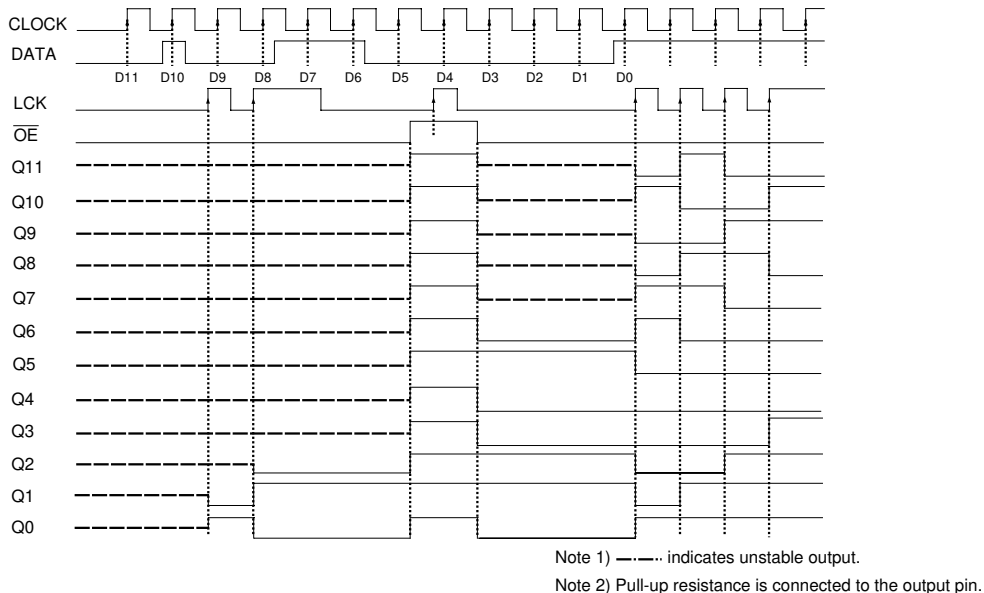 CLOCK
DATA
D11 D10 D9 D8 D7 D6 D5 D4 D3 D2 D1 D0
LCK
OE
Q11
Q10
Q9
Q8
Q7
Q6
Q5
Q4
Q3
Q2
Q1
Q0
Note 1) indicates unstable output.
Note 2) Pull-up resistance is connected to the output pin.